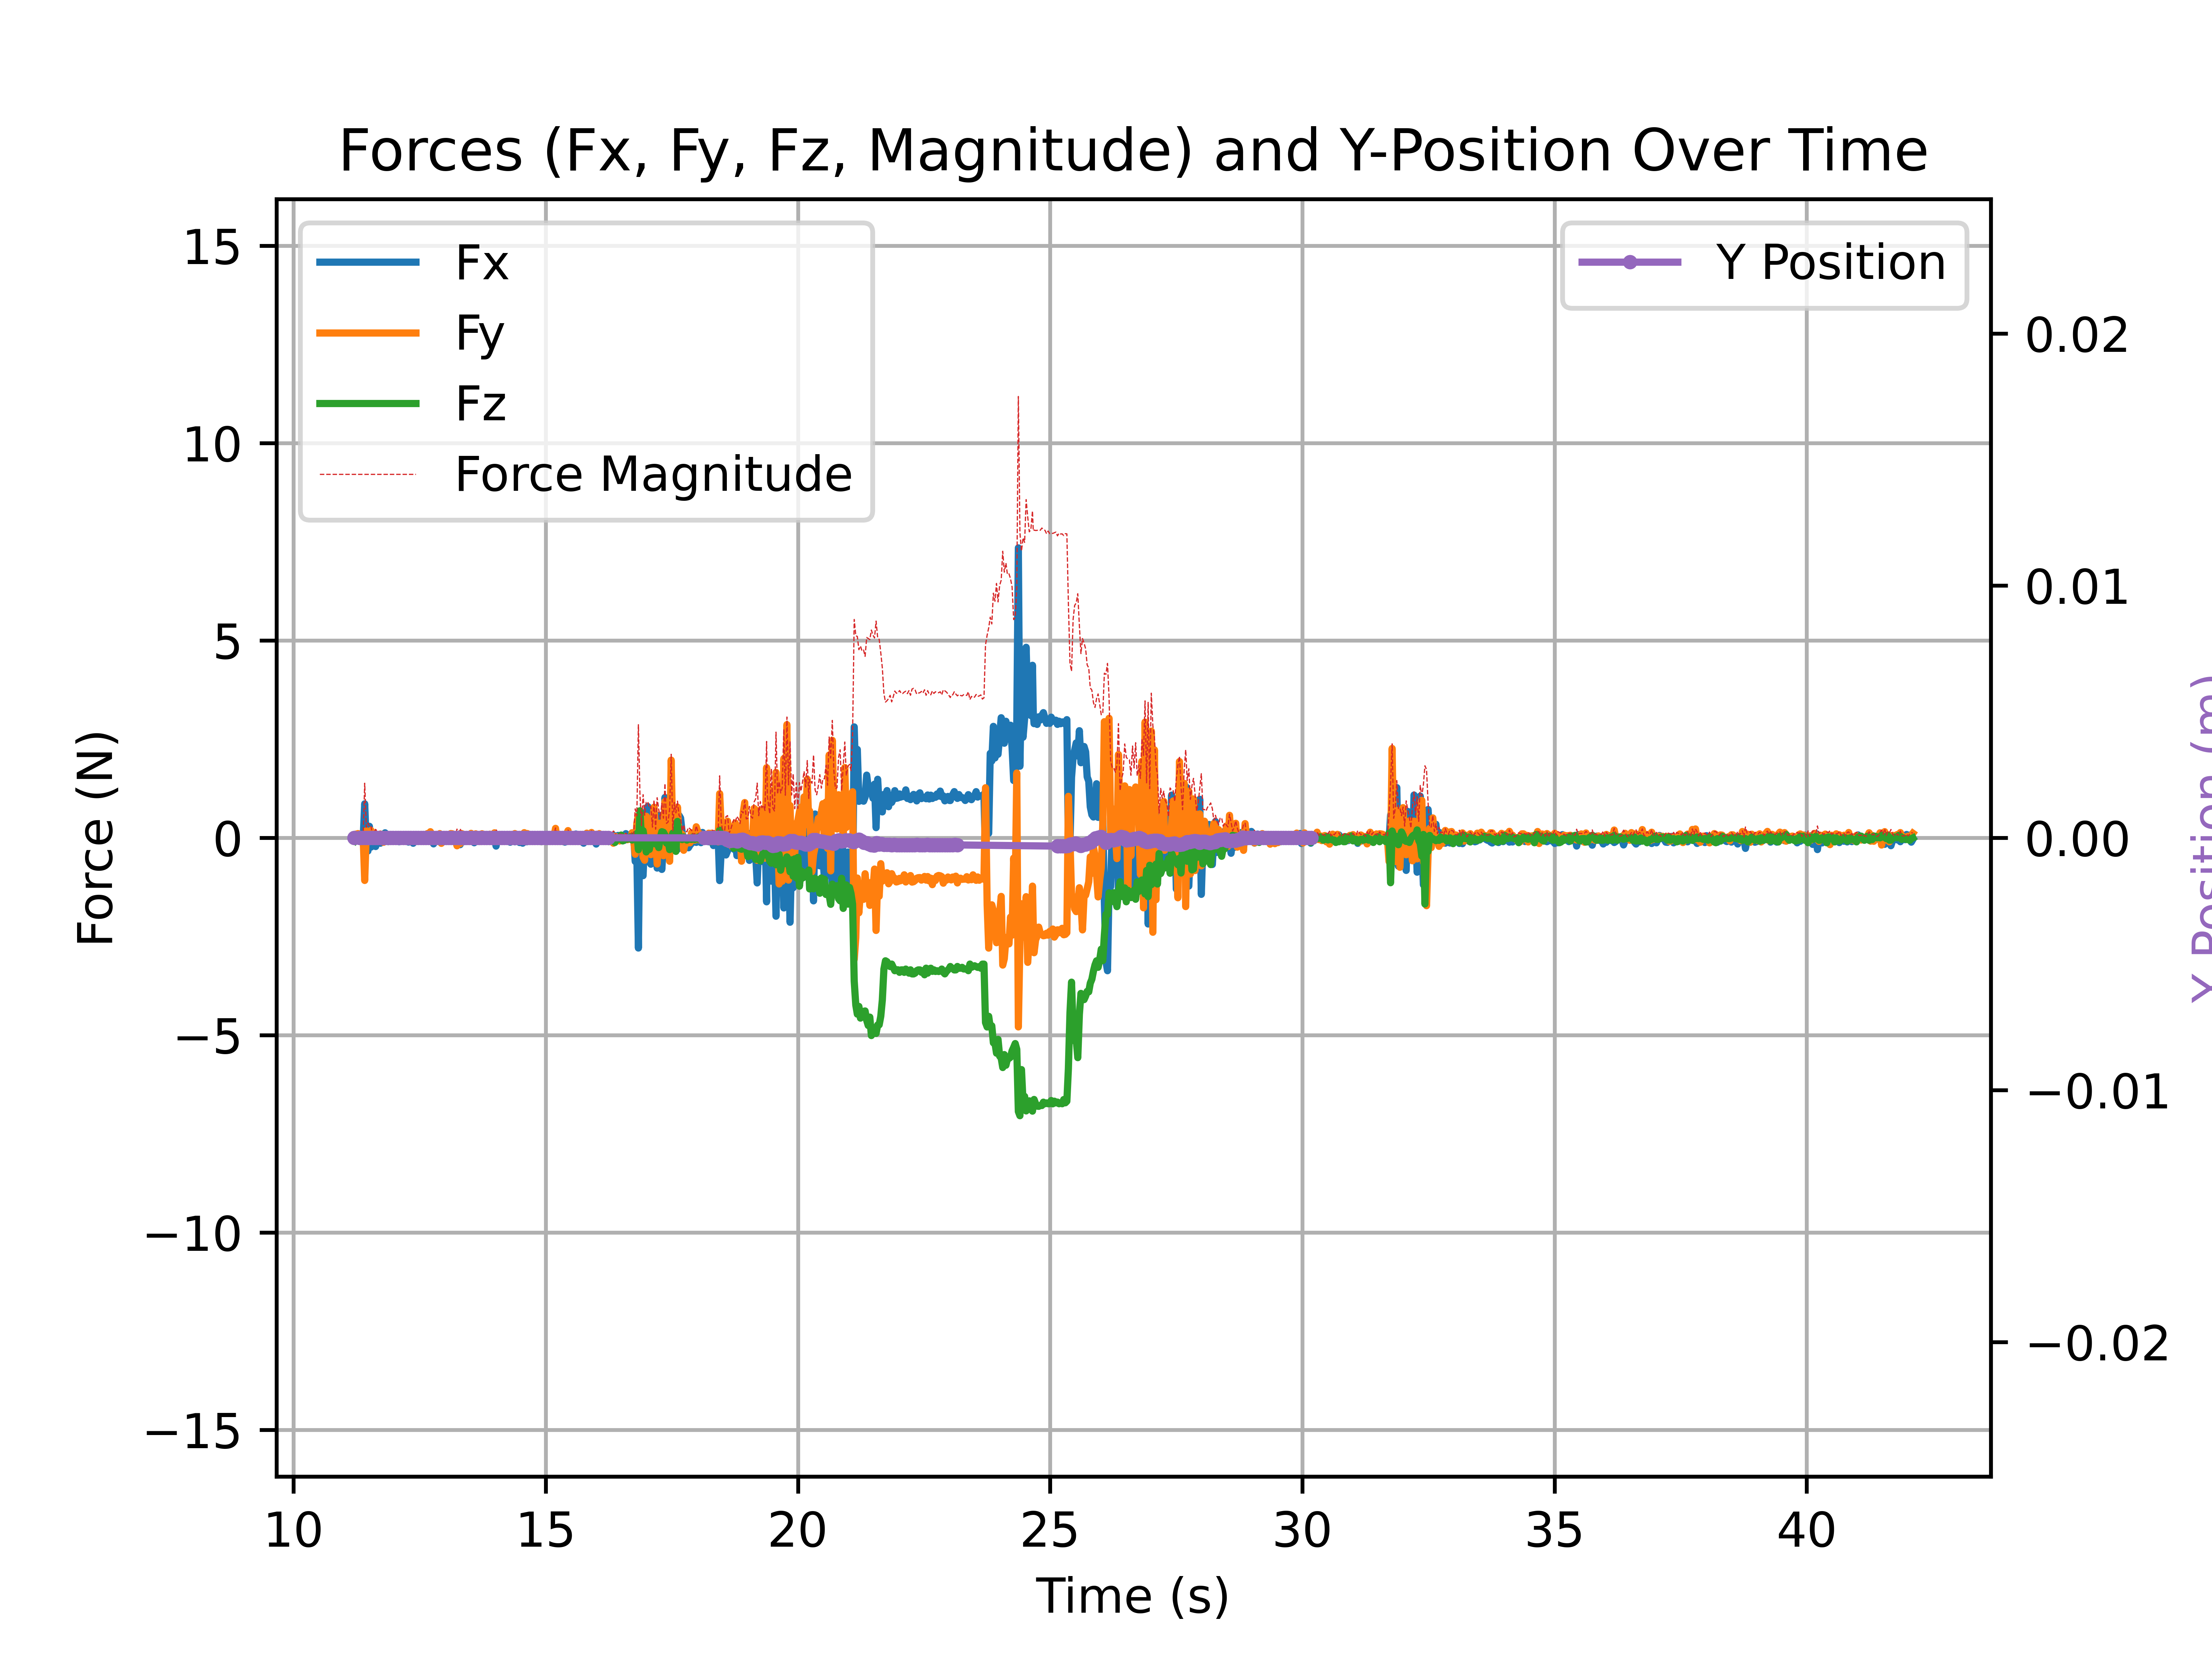 Forces (Fx, Fy, Fz, Magnitude) and Y-Position Over Time
Fx
Fy
Fz
Force Magnitude
Y Position
15
10
5
0
−5
−10
−15
Force (N)
0.02
0.01
0.00
−0.01
−0.02
Y Position (m)
10 15 20 25 30 35 40
Time (s)